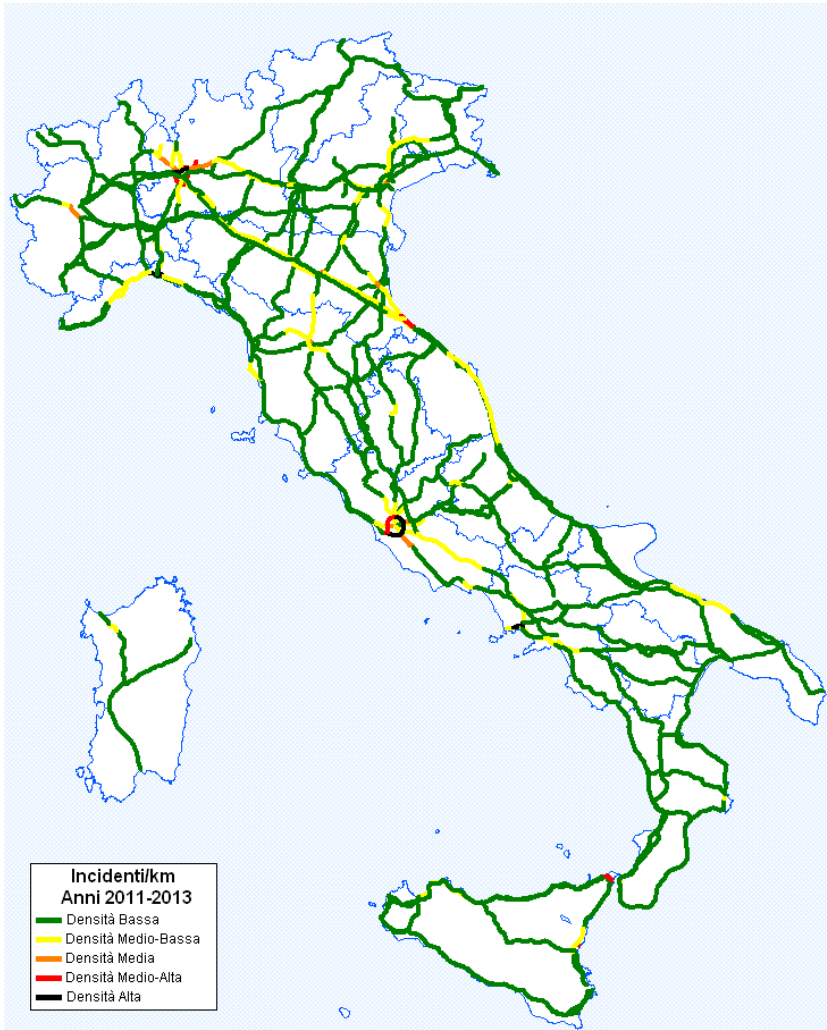 Incidenti/km
Anni 2011-2013
Densità Bassa
Densità Medio-Bassa
Densità Media
Densità Medio-Alta
Densità Alta